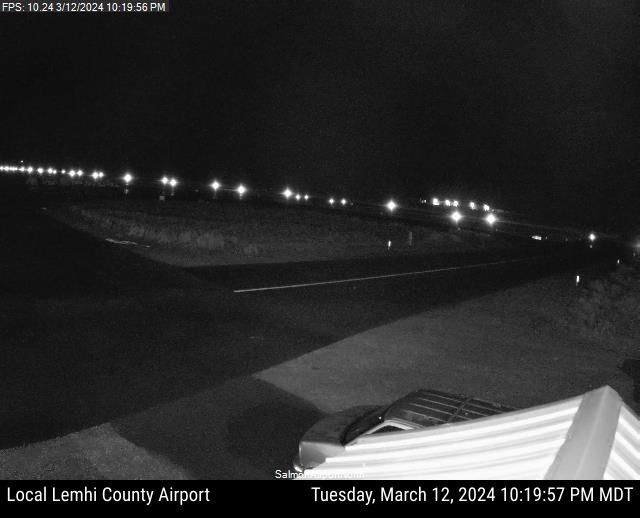 FPS: 10.24 3/12/2024 10:19:56 PM
Local Lemhi County Airport
Tuesday, March 12, 2024 10:19:57 PM MDT